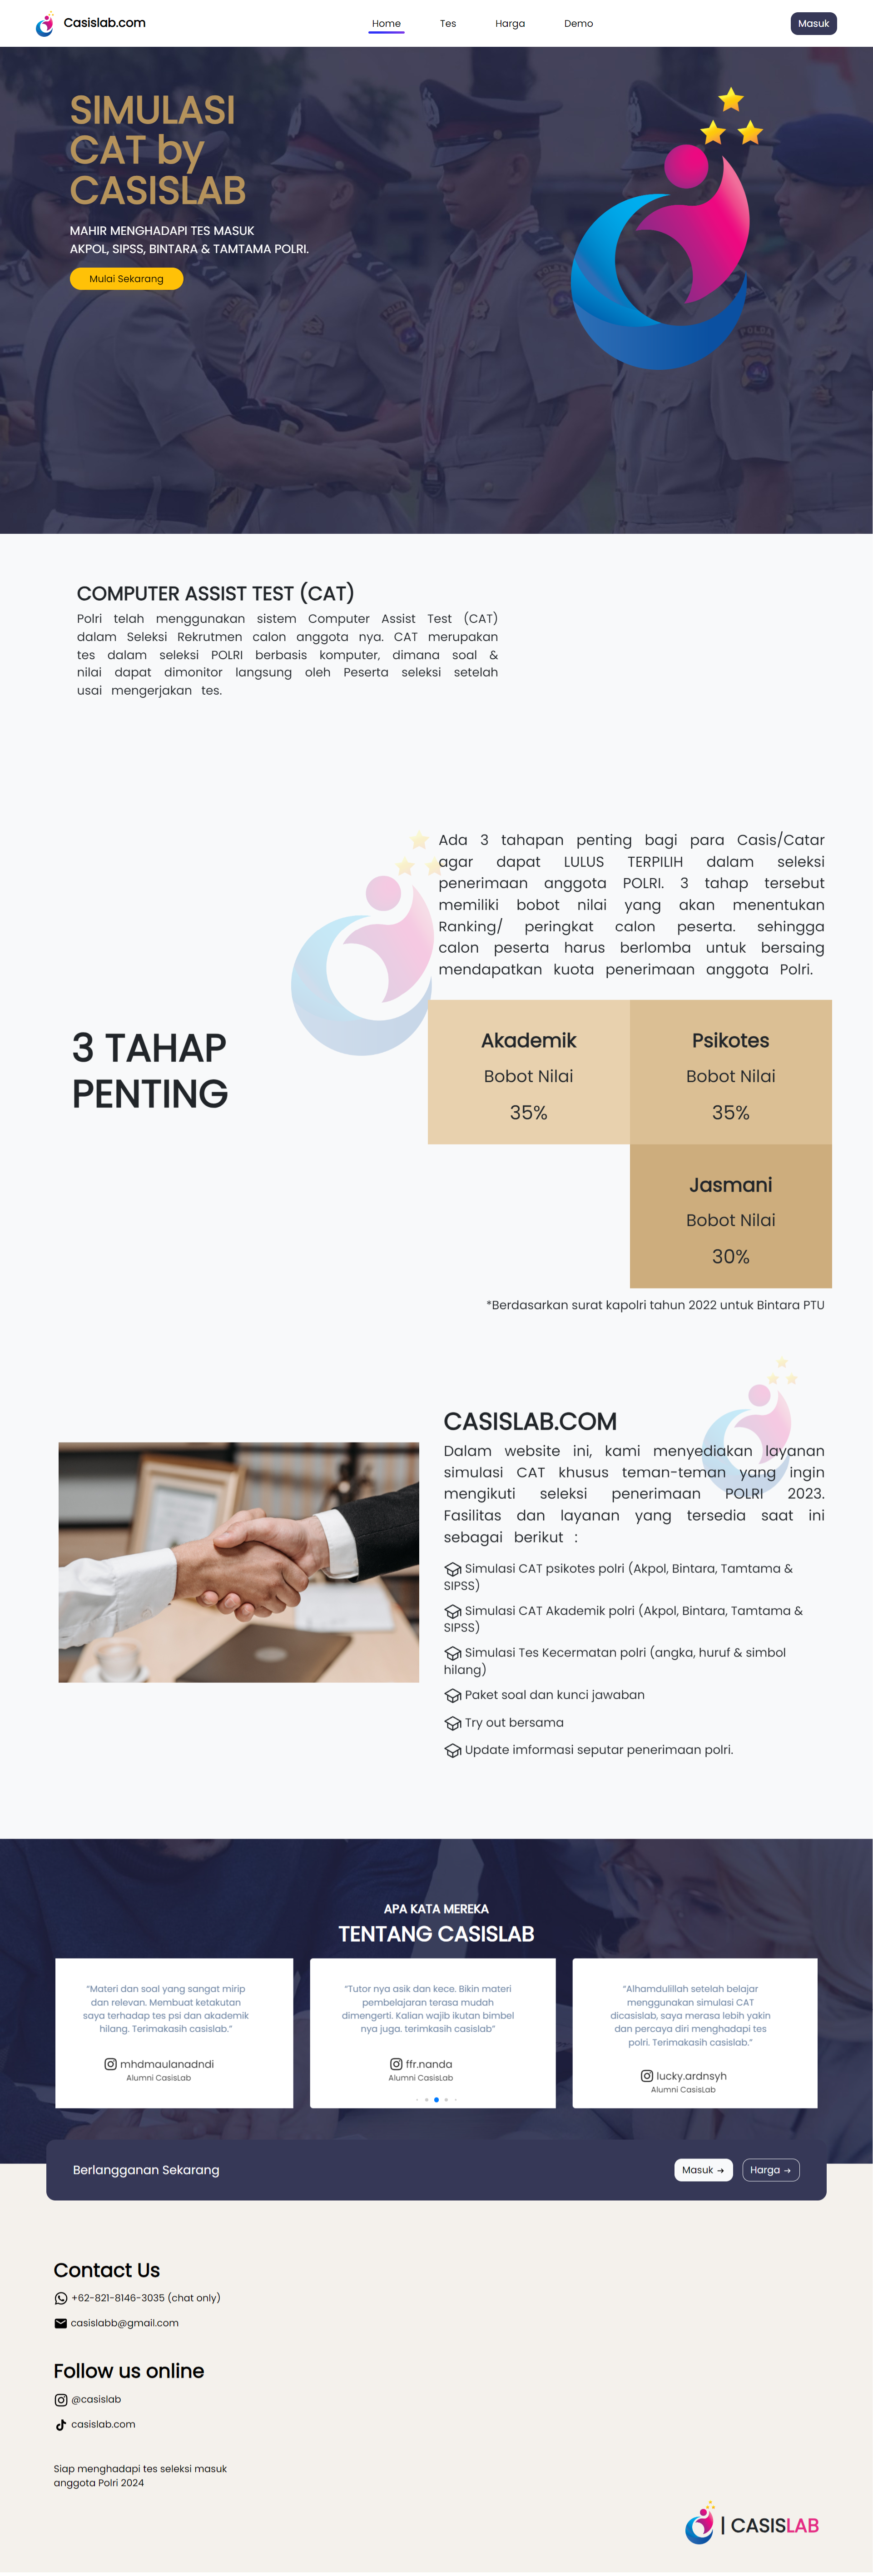 Casislab.com
Home
Tes
Harga
Demo
Masuk
SIMULASI
CAT by
CASISLAB
MAHIR MENGHADAPI TES MASUK
AKPOL, SIPSS, BINTARA & TAMTAMA POLRI.
Mulai Sekarang
COMPUTER ASSIST TEST (CAT)
Polri telah menggunakan sistem Computer Assist Test (CAT)
dalam Seleksi Rekrutmen calon anggota nya. CAT merupakan
tes dalam seleksi POLRI berbasis komputer, dimana soal &
nilai dapat dimonitor langsung oleh Peserta seleksi setelah
usai mengerjakan tes.
Ada 3 tahapan penting bagi para Casis/Catar
agar dapat LULUS TERPILIH dalam seleksi
penerimaan anggota POLRI. 3 tahap tersebut
memiliki bobot nilai yang akan menentukan
Ranking/ peringkat calon peserta. sehingga
calon peserta harus berlomba untuk bersaing
mendapatkan kuota penerimaan anggota Polri.
3 TAHAP
PENTING
Akademik
Bobot Nilai
35%
Psikotes
Bobot Nilai
35%
Jasmani
Bobot Nilai
30%
*Berdasarkan surat kapolri tahun 2022 untuk Bintara PTU
CASISLAB.COM
Dalam website ini, kami menyediakan layanan
simulasi CAT khusus teman-teman yang ingin
mengikuti seleksi penerimaan POLRI 2023.
Fasilitas dan layanan yang tersedia saat ini
sebagai berikut :
Simulasi CAT psikotes polri (Akpol, Bintara, Tamtama &
SIPSS)
Simulasi CAT Akademik polri (Akpol, Bintara, Tamtama &
SIPSS)
Simulasi Tes Kecermatan polri (angka, huruf & simbol
hilang)
Paket soal dan kunci jawaban
Try out bersama
Update imformasi seputar penerimaan polri.
APA KATA MEREKA
TENTANG CASISLAB
"Materi dan soal yang sangat mirip
dan relevan. Membuat ketakutan
saya terhadap tes psi dan akademik
hilang. Terimakasih casislab."
mhdmaulanadndi
Alumni CasisLab
"Tutor nya asik dan kece. Bikin materi
pembelajaran terasa mudah
dimengerti. Kalian wajib ikutan bimbel
nya juga. terimkasih casislab"
ffr.nanda
Alumni CasisLab
"Alhamdulillah setelah belajar
menggunakan simulasi CAT
dicasislab, saya merasa lebih yakin
dan percaya diri menghadapi tes
polri. Terimakasih casislab."
lucky.ardnsyh
Alumni CasisLab
Berlangganan Sekarang
Masuk →
Harga →
Contact Us
+62-821-8146-3035 (chat only)
casislabb@gmail.com
Follow us online
@casislab
casislab.com
Siap menghadapi tes seleksi masuk
anggota Polri 2024
| CASISLAB